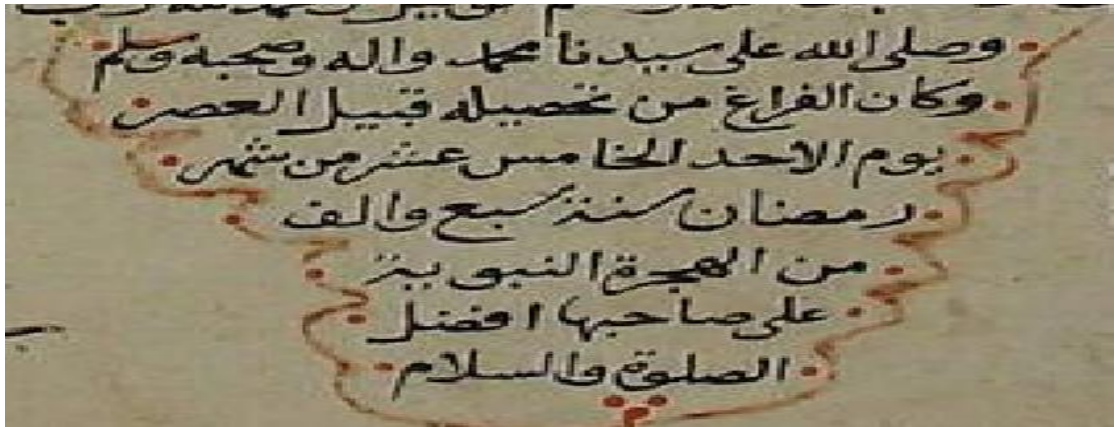 وصلى الله على سيدنا محمد واله وصحبه وسلم
وكان الفراغ من تحصيله قبيل العصر
يوم الاحد الخامس عشر من شهر
رمضان سنة سبع والف
من الهجرة النبوية
على صاحبها افضل
الصلوة والسلام
م